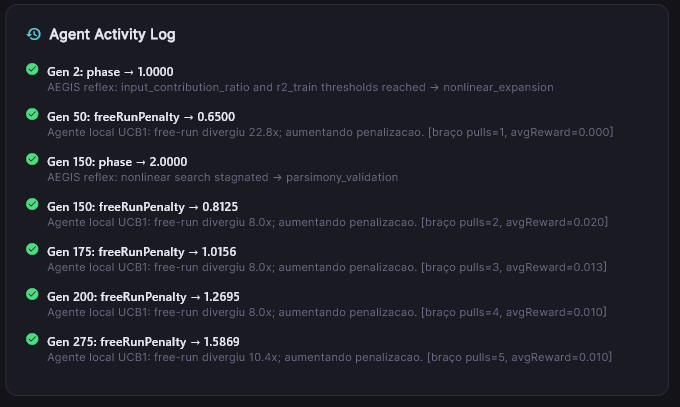 Agent Activity Log
Gen 2: phase → 1.0000
AEGIS reflex: input_contribution_ratio and r2_train thresholds reached → nonlinear_expansion
Gen 50: freeRunPenalty → 0.6500
Agente local UCB1: free-run divergiu 22.8x; aumentando penalizacao. [braço pulls=1, avgReward=0.000]
Gen 150: phase → 2.0000
AEGIS reflex: nonlinear search stagnated → parsimony_validation
Gen 150: freeRunPenalty → 0.8125
Agente local UCB1: free-run divergiu 8.0x; aumentando penalizacao. [braço pulls=2, avgReward=0.020]
Gen 175: freeRunPenalty → 1.0156
Agente local UCB1: free-run divergiu 8.0x; aumentando penalizacao. [braço pulls=3, avgReward=0.013]
Gen 200: freeRunPenalty → 1.2695
Agente local UCB1: free-run divergiu 8.0x; aumentando penalizacao. [braço pulls=4, avgReward=0.010]
Gen 275: freeRunPenalty → 1.5869
Agente local UCB1: free-run divergiu 10.4x; aumentando penalizacao. [braço pulls=5, avgReward=0.010]